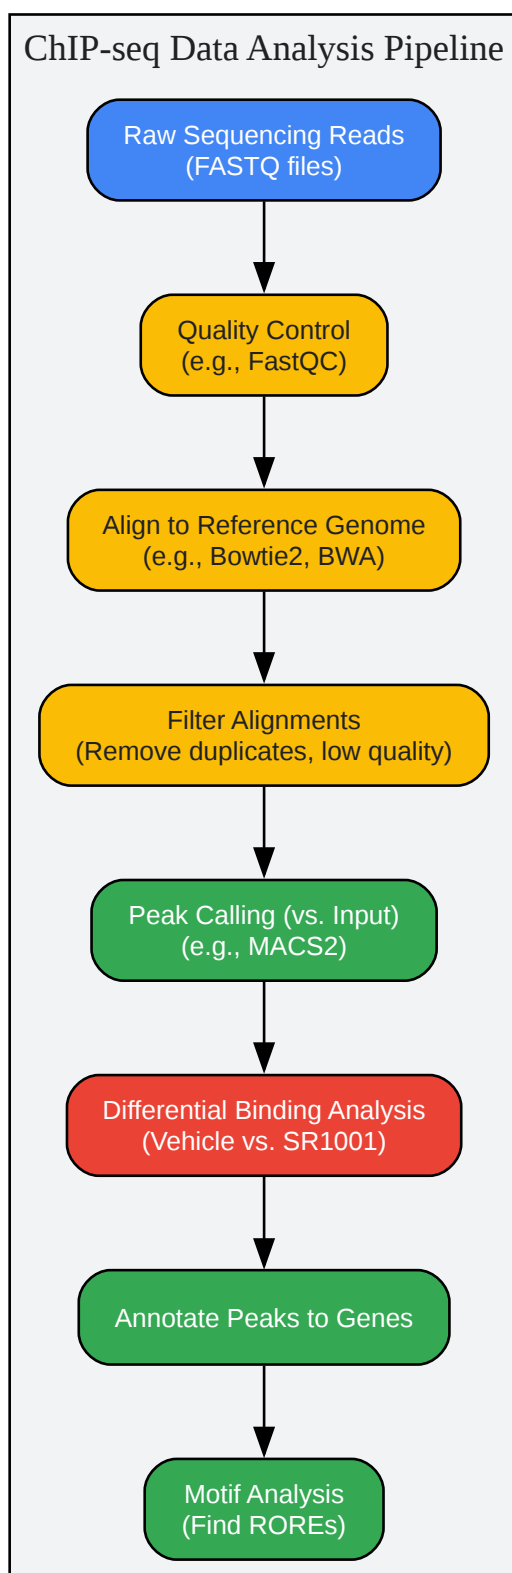 ChIP-seq Data Analysis Pipeline
Raw Sequencing Reads
(FASTQ files)
Quality Control
(e.g., FastQC)
Align to Reference Genome
(e.g., Bowtie2, BWA)
Filter Alignments
(Remove duplicates, low quality)
Peak Calling (vs. Input)
(e.g., MACS2)
Differential Binding Analysis
(Vehicle vs. SR1001)
Annotate Peaks to Genes
Motif Analysis
(Find ROREs)